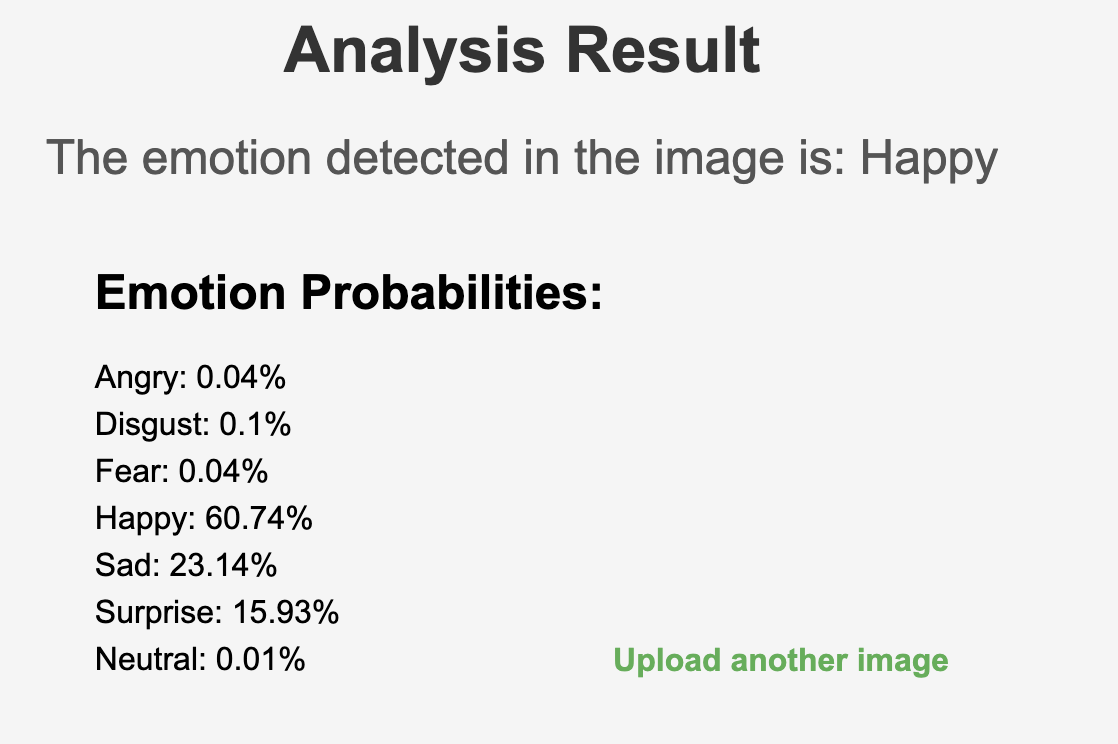 Analysis Result
The emotion detected in the image is: Happy
Emotion Probabilities:
Angry: 0.04%
Disgust: 0.1%
Fear: 0.04%
Happy: 60.74%
Sad: 23.14%
Surprise: 15.93%
Neutral: 0.01%
Upload another image